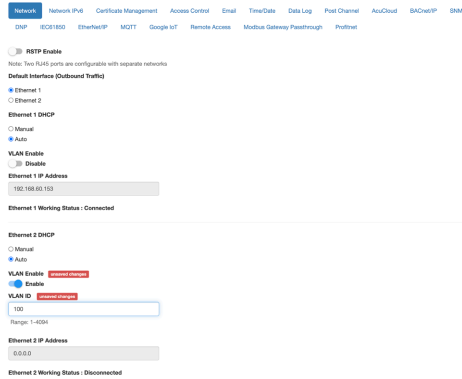 Network Network IPv6 Certificate Management Access Control Email Time/Date Data Log Post Channel AcuCloud BACnet/IP SNM
DNP IEC61850 EtherNet/IP MQTT Google IoT Remote Access Modbus Gateway Passthrough Profinet
RSTP Enable
Note: Two RJ45 ports are configurable with separate networks
Default Interface (Outbound Traffic)
Ethernet 1
Ethernet 2
Ethernet 1 DHCP
Manual
Auto
VLAN Enable
Disable
Ethernet 1 IP Address
192.168.60.153
Ethernet 1 Working Status : Connected
Ethernet 2 DHCP
Manual
Auto
VLAN Enable unsaved changes
Enable
VLAN ID unsaved changes
100
Range: 1-4094
Ethernet 2 IP Address
0.0.0.0
Ethernet 2 Working Status : Disconnected